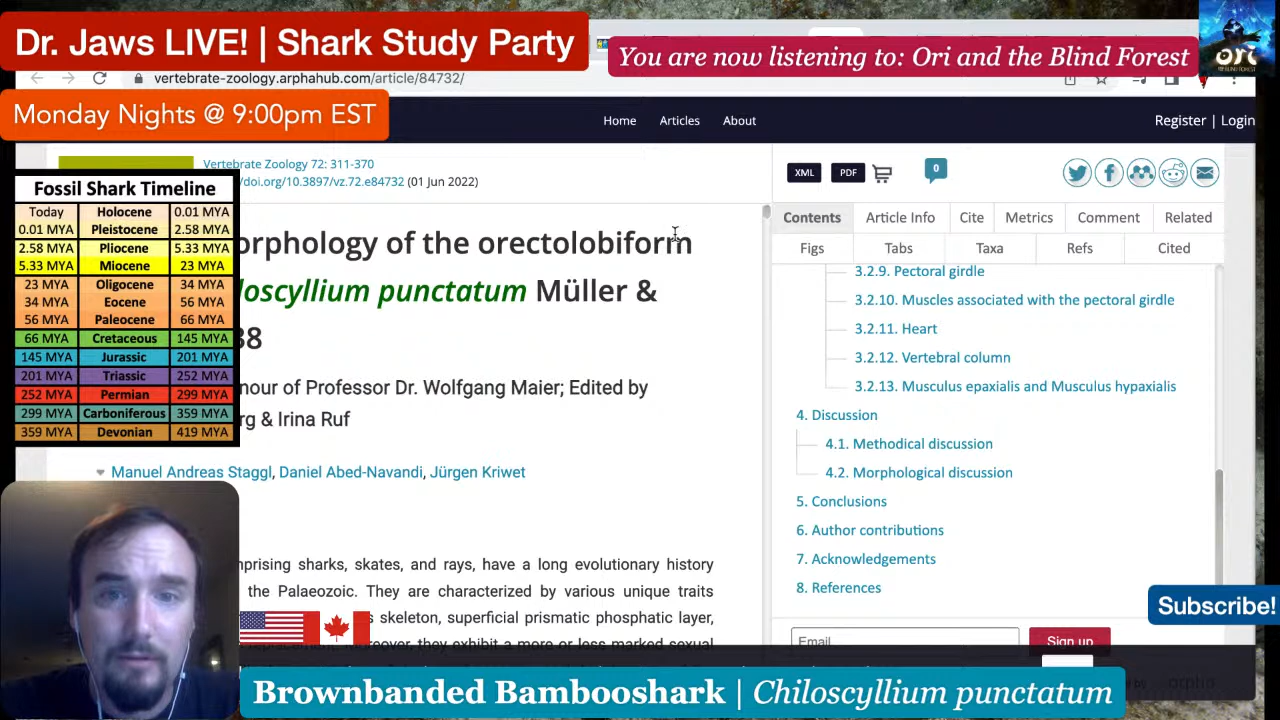 Dr. Jaws LIVE! | Shark Study Party
You are now listening to: Ori and the Blind Forest
ori
vertebrate-zoology.arphahub.com/article/84732/
Monday Nights @ 9:00pm EST
Home Articles About
Register | Login
Vertebrate Zoology 72: 311-370
/doi.org/10.3897/vz.72.e84732 (01 Jun 2022)
XML PDF 0
Fossil Shark Timeline
Today Holocene 0.01 MYA
0.01 MYA Pleistocene 2.58 MYA
2.58 MYA Pliocene 5.33 MYA
5.33 MYA Miocene 23 MYA
23 MYA Oligocene 34 MYA
34 MYA Eocene 56 MYA
56 MYA Paleocene 66 MYA
66 MYA Cretaceous 145 MYA
145 MYA Jurassic 201 MYA
201 MYA Triassic 252 MYA
252 MYA Permian 299 MYA
299 MYA Carboniferous 359 MYA
359 MYA Devonian 419 MYA
orphology of the orectolobiform
loscyllium punctatum Müller &
38
nour of Professor Dr. Wolfgang Maier; Edited by
rg & Irina Ruf
Manuel Andreas Staggl, Daniel Abed-Navandi, Jürgen Kriwet
prising sharks, skates, and rays, have a long evolutionary history
the Palaeozoic. They are characterized by various unique traits
s skeleton, superficial prismatic phosphatic layer,
they exhibit a more or less marked sexual
Contents Article Info Cite Metrics Comment Related
Figs Tabs Taxa Refs Cited
3.2.9. Pectoral girdle
3.2.10. Muscles associated with the pectoral girdle
3.2.11. Heart
3.2.12. Vertebral column
3.2.13. Musculus epaxialis and Musculus hypaxialis
4. Discussion
4.1. Methodical discussion
4.2. Morphological discussion
5. Conclusions
6. Author contributions
7. Acknowledgements
8. References
Subscribe!
Email
Sign up
Brownbanded Bambooshark | Chiloscyllium punctatum